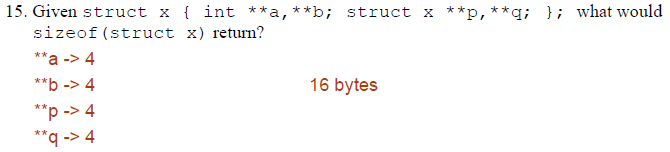 15. Given struct x { int **a,**b; struct x **p,**q; }; what would
sizeof(struct x) return?
**a -> 4
**b -> 4
16 bytes
**p -> 4
**q -> 4